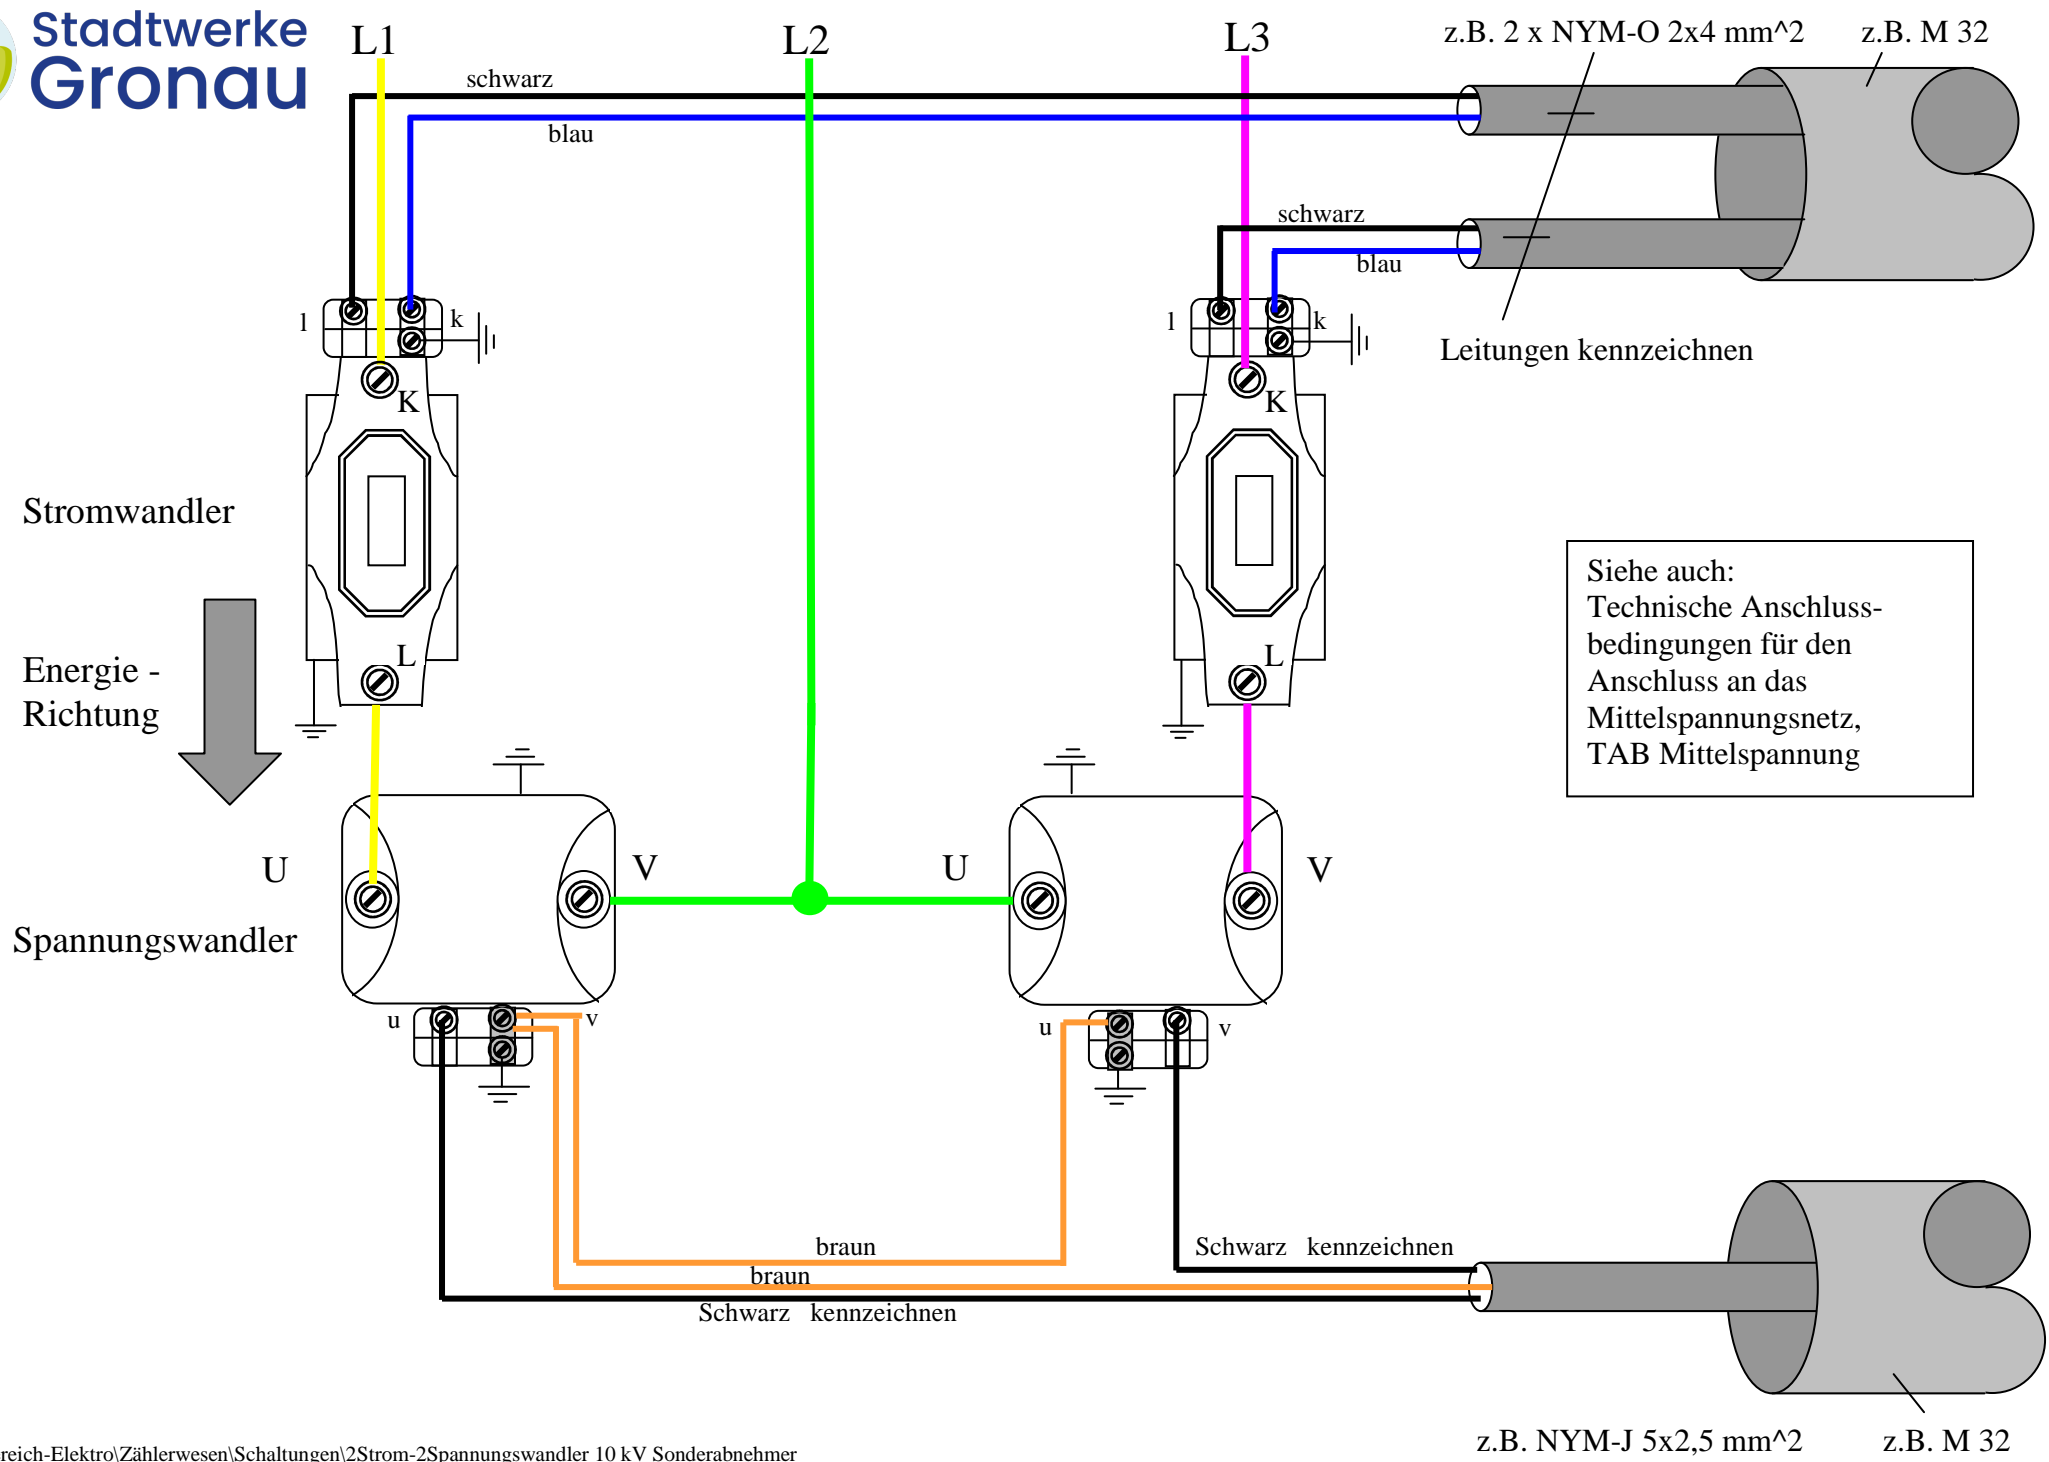 Stadtwerke
Gronau
L1
L2
L3
z.B. 2 x NYM-O 2x4 mm^2
z.B. M 32
schwarz
blau
schwarz
blau
l
k
l
k
Leitungen kennzeichnen
K
K
Stromwandler
Siehe auch:
Technische Anschluss-
bedingungen für den
Anschluss an das
Mittelspannungsnetz,
TAB Mittelspannung
L
L
Energie -
Richtung
U
V
U
V
Spannungswandler
u
v
u
v
braun
Schwarz kennzeichnen
braun
Schwarz kennzeichnen
z.B. NYM-J 5x2,5 mm^2
z.B. M 32
reich-Elektro\Zählerwesen\Schaltungen\2Strom-2Spannungswandler 10 kV Sonderabnehmer